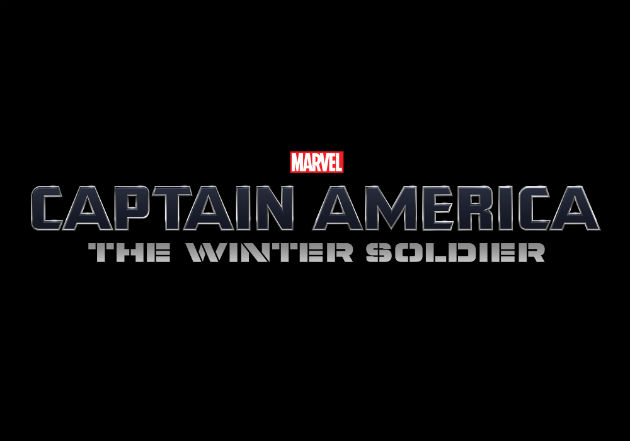 MARVEL
CAPTAIN AMERICA
THE WINTER SOLDIER